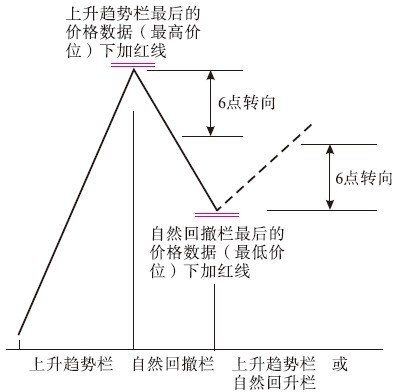 上升趋势栏最后的
价格数据（最高价
位）下加红线
6点转向
6点转向
自然回撤栏最后的
价格数据（最低价
位）下加红线
上升趋势栏 自然回撤栏 上升趋势栏 或
自然回升栏